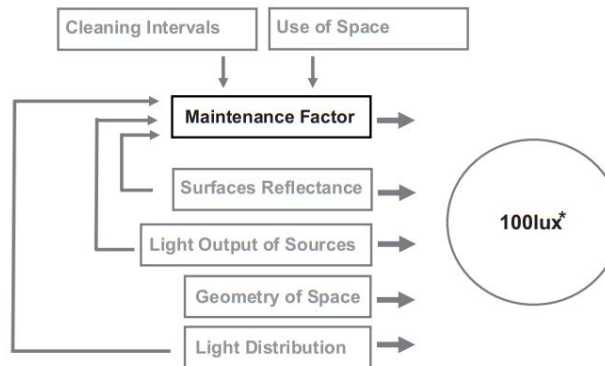 Cleaning Intervals
Use of Space
Maintenance Factor
Surfaces Reflectance
100lux*
Light Output of Sources
Geometry of Space
Light Distribution